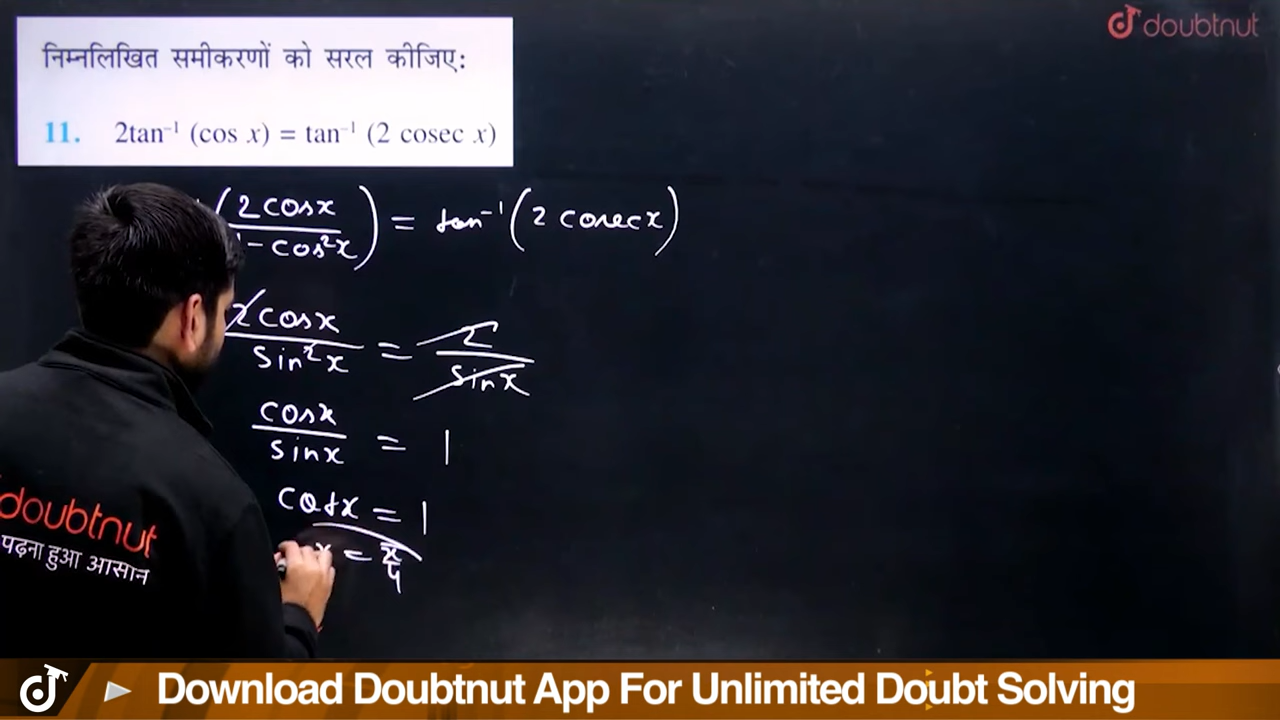 doubtnut
निम्नलिखित समीकरणों को सरल कीजिए:
11. 2tan⁻¹ (cos x) = tan⁻¹ (2 cosec x)
(2cosx / 1-cos²x) = tan⁻¹(2 cosecx)
2cosx / sin²x = 2 / sinx
cosx / sinx = 1
cotx = 1
x = π/4
doubtnut
पढ़ना हुआ आसान
Download Doubtnut App For Unlimited Doubt Solving